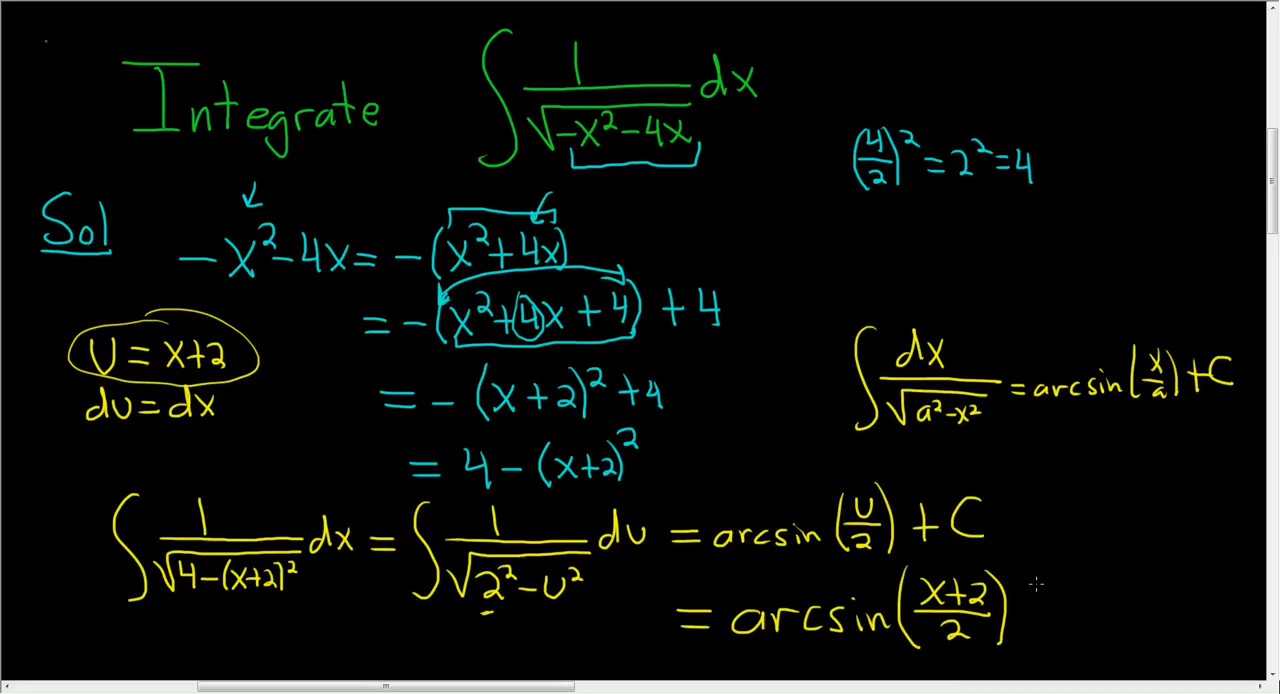 Integrate ∫ 1/√(-x²-4x) dx
(4/2)² = 2² = 4
Sol
-x²-4x = -(x²+4x)
= -(x²+4x+4) + 4
U = x+2
du = dx
= -(x+2)²+4
∫ dx/√(a²-x²) = arcsin(x/a)+C
= 4-(x+2)²
∫ 1/√(4-(x+2)²) dx = ∫ 1/√(2²-U²) du = arcsin(U/2)+C
= arcsin((x+2)/2)